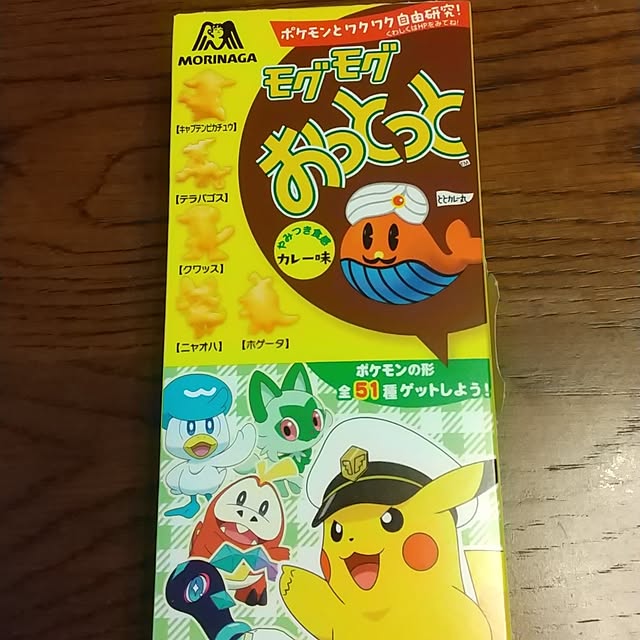 ポケモンとワクワク自由研究!
くわしくはHPをみてね!
MORINAGA
モグモグ
おっとっと
TM
【キャプテンピカチュウ】
【テラパゴス】
ととカレー丸
やみつき食感
カレー味
【クワッス】
【ニャオハ】
【ホゲータ】
ポケモンの形
全51種ゲットしよう!